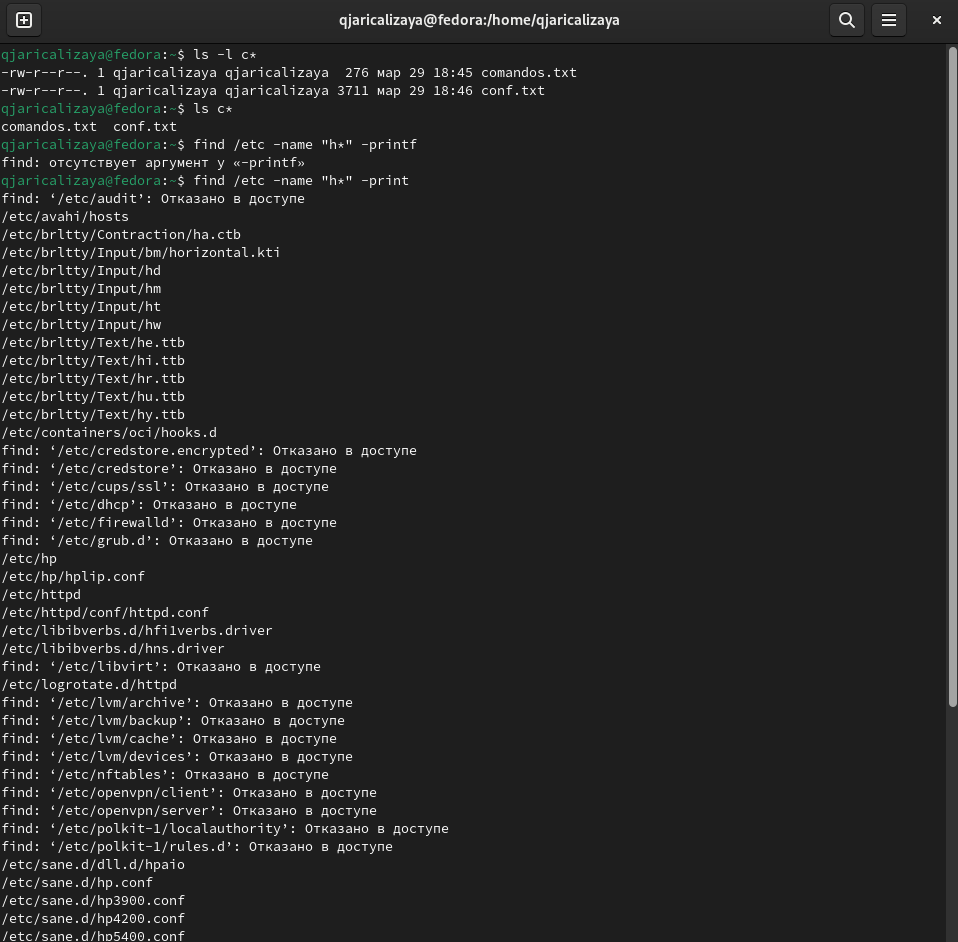 qjaricalizaya@fedora:/home/qjaricalizaya
qjaricalizaya@fedora:~$ ls -l c*
-rw-r--r--. 1 qjaricalizaya qjaricalizaya  276 мар 29 18:45 comandos.txt
-rw-r--r--. 1 qjaricalizaya qjaricalizaya 3711 мар 29 18:46 conf.txt
qjaricalizaya@fedora:~$ ls c*
comandos.txt  conf.txt
qjaricalizaya@fedora:~$ find /etc -name "h*" -printf
find: отсутствует аргумент у «-printf»
qjaricalizaya@fedora:~$ find /etc -name "h*" -print
find: ‘/etc/audit’: Отказано в доступе
/etc/avahi/hosts
/etc/brltty/Contraction/ha.ctb
/etc/brltty/Input/bm/horizontal.kti
/etc/brltty/Input/hd
/etc/brltty/Input/hm
/etc/brltty/Input/ht
/etc/brltty/Input/hw
/etc/brltty/Text/he.ttb
/etc/brltty/Text/hi.ttb
/etc/brltty/Text/hr.ttb
/etc/brltty/Text/hu.ttb
/etc/brltty/Text/hy.ttb
/etc/containers/oci/hooks.d
find: ‘/etc/credstore.encrypted’: Отказано в доступе
find: ‘/etc/credstore’: Отказано в доступе
find: ‘/etc/cups/ssl’: Отказано в доступе
find: ‘/etc/dhcp’: Отказано в доступе
find: ‘/etc/firewalld’: Отказано в доступе
find: ‘/etc/grub.d’: Отказано в доступе
/etc/hp
/etc/hp/hplip.conf
/etc/httpd
/etc/httpd/conf/httpd.conf
/etc/libibverbs.d/hfi1verbs.driver
/etc/libibverbs.d/hns.driver
find: ‘/etc/libvirt’: Отказано в доступе
/etc/logrotate.d/httpd
find: ‘/etc/lvm/archive’: Отказано в доступе
find: ‘/etc/lvm/backup’: Отказано в доступе
find: ‘/etc/lvm/cache’: Отказано в доступе
find: ‘/etc/lvm/devices’: Отказано в доступе
find: ‘/etc/nftables’: Отказано в доступе
find: ‘/etc/openvpn/client’: Отказано в доступе
find: ‘/etc/openvpn/server’: Отказано в доступе
find: ‘/etc/polkit-1/localauthority’: Отказано в доступе
find: ‘/etc/polkit-1/rules.d’: Отказано в доступе
/etc/sane.d/dll.d/hpaio
/etc/sane.d/hp.conf
/etc/sane.d/hp3900.conf
/etc/sane.d/hp4200.conf
/etc/sane.d/hp5400.conf